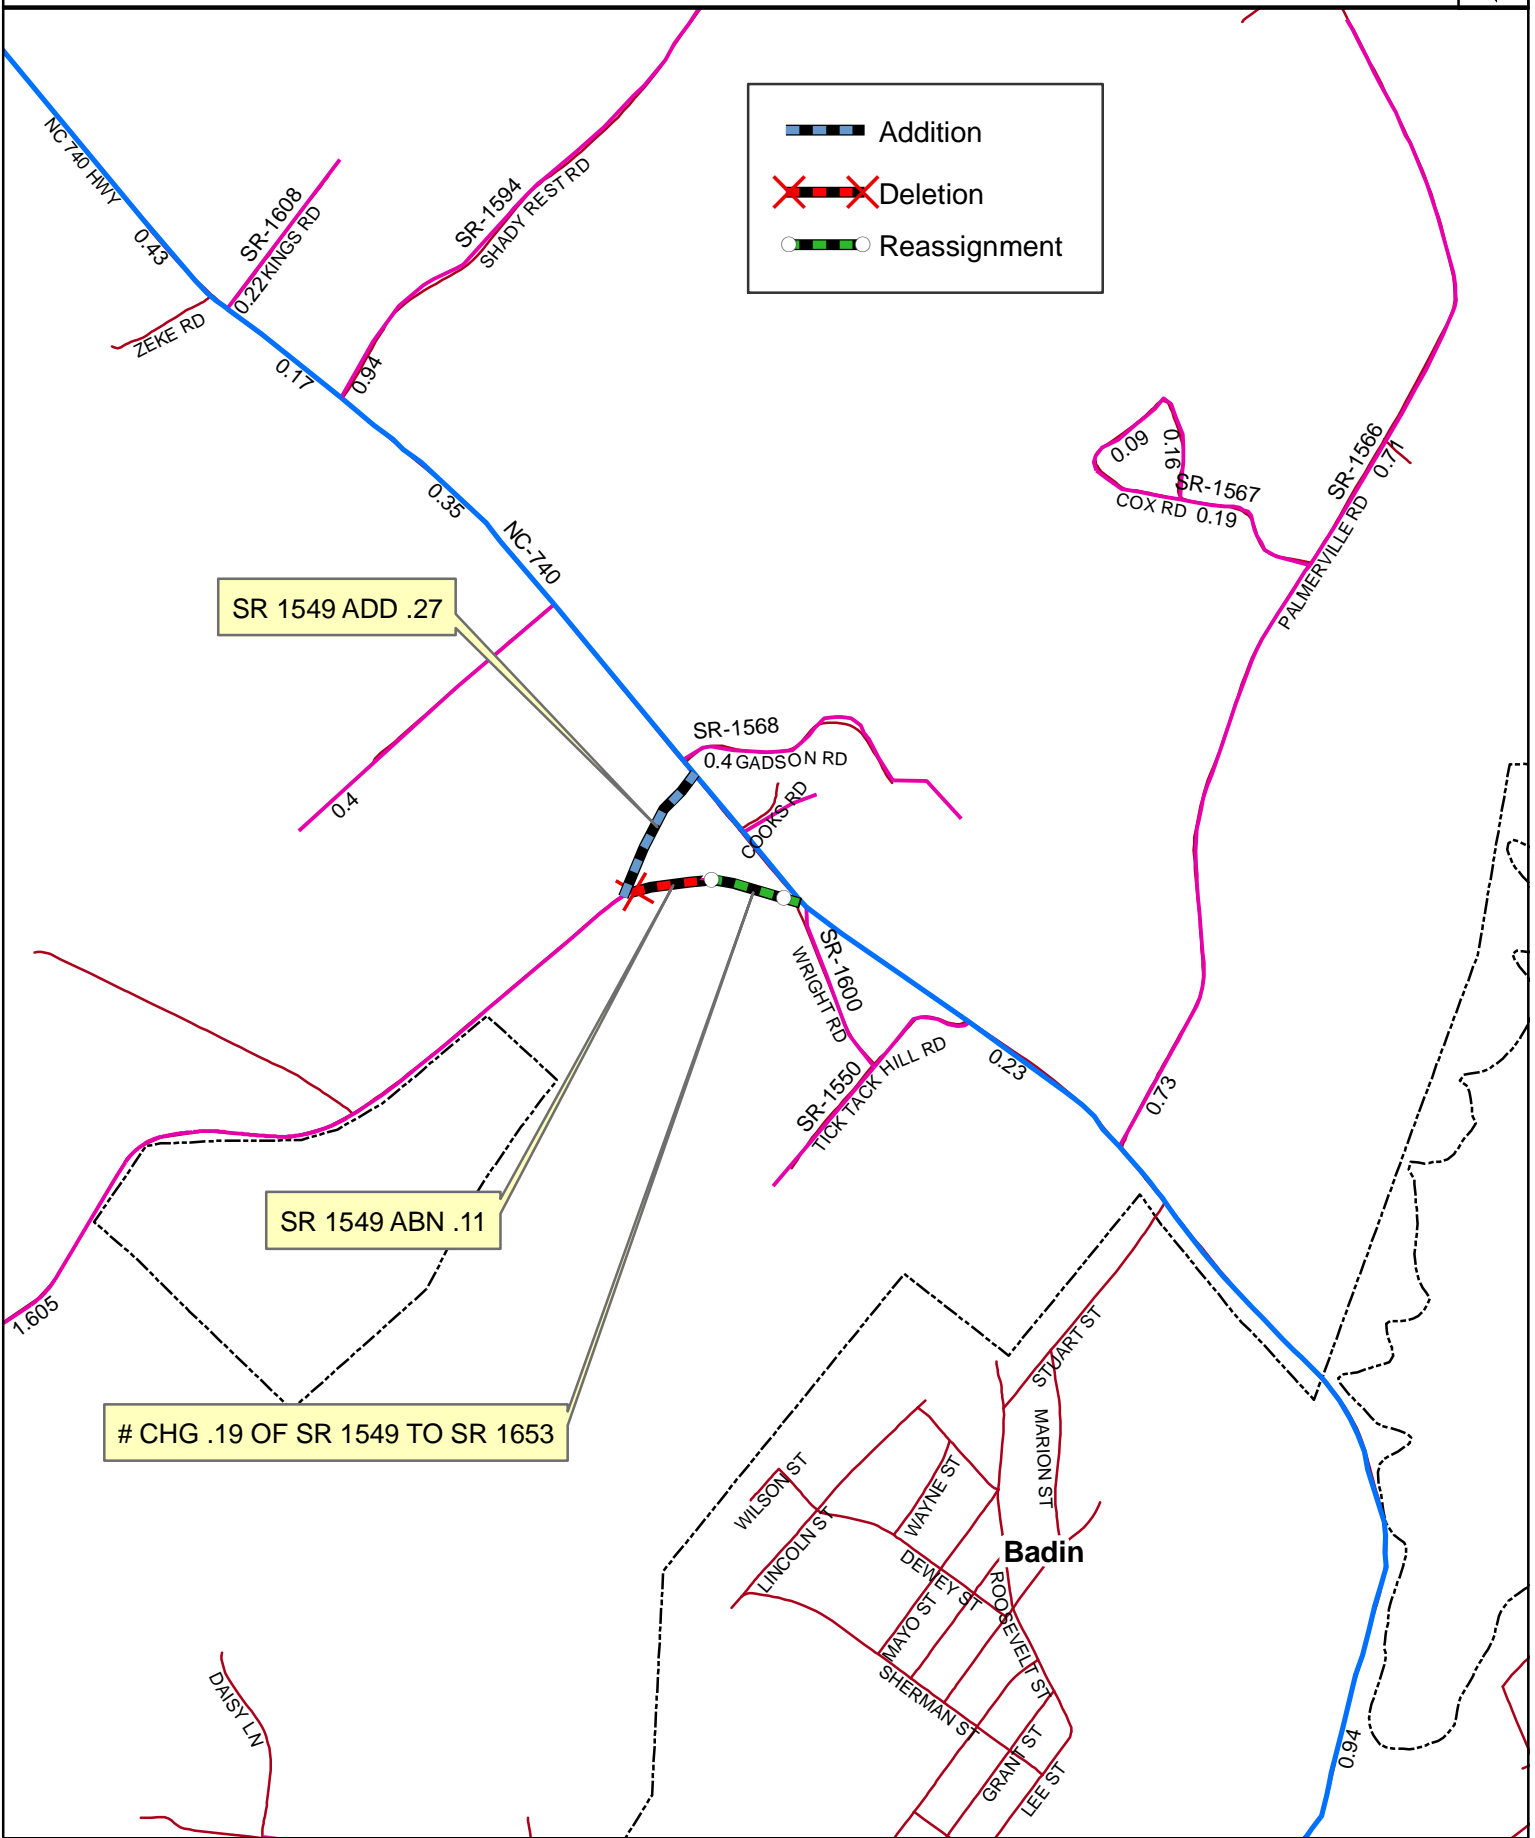 Addition
Deletion
Reassignment
NC 740 HWY
0.43
SR-1608
0.22 KINGS RD
ZEKE RD
SR-1594
SHADY REST RD
0.17
0.94
0.35
NC-740
0.09
0.16
SR-1567
COX RD 0.19
SR-1566
0.71
PALMERVILLE RD
SR 1549 ADD .27
0.4
SR-1568
0.4 GADSON RD
COOKS RD
SR-1600
WRIGHT RD
SR-1550
TICK TACK HILL RD
0.23
0.73
SR 1549 ABN .11
1.605
# CHG .19 OF SR 1549 TO SR 1653
STUART ST
MARION ST
WILSON ST
LINCOLN ST
WAYNE ST
DEWEY ST
Badin
ROOSEVELT ST
MAYO ST
SHERMAN ST
GRANT ST
LEE ST
DAISY LN
0.94